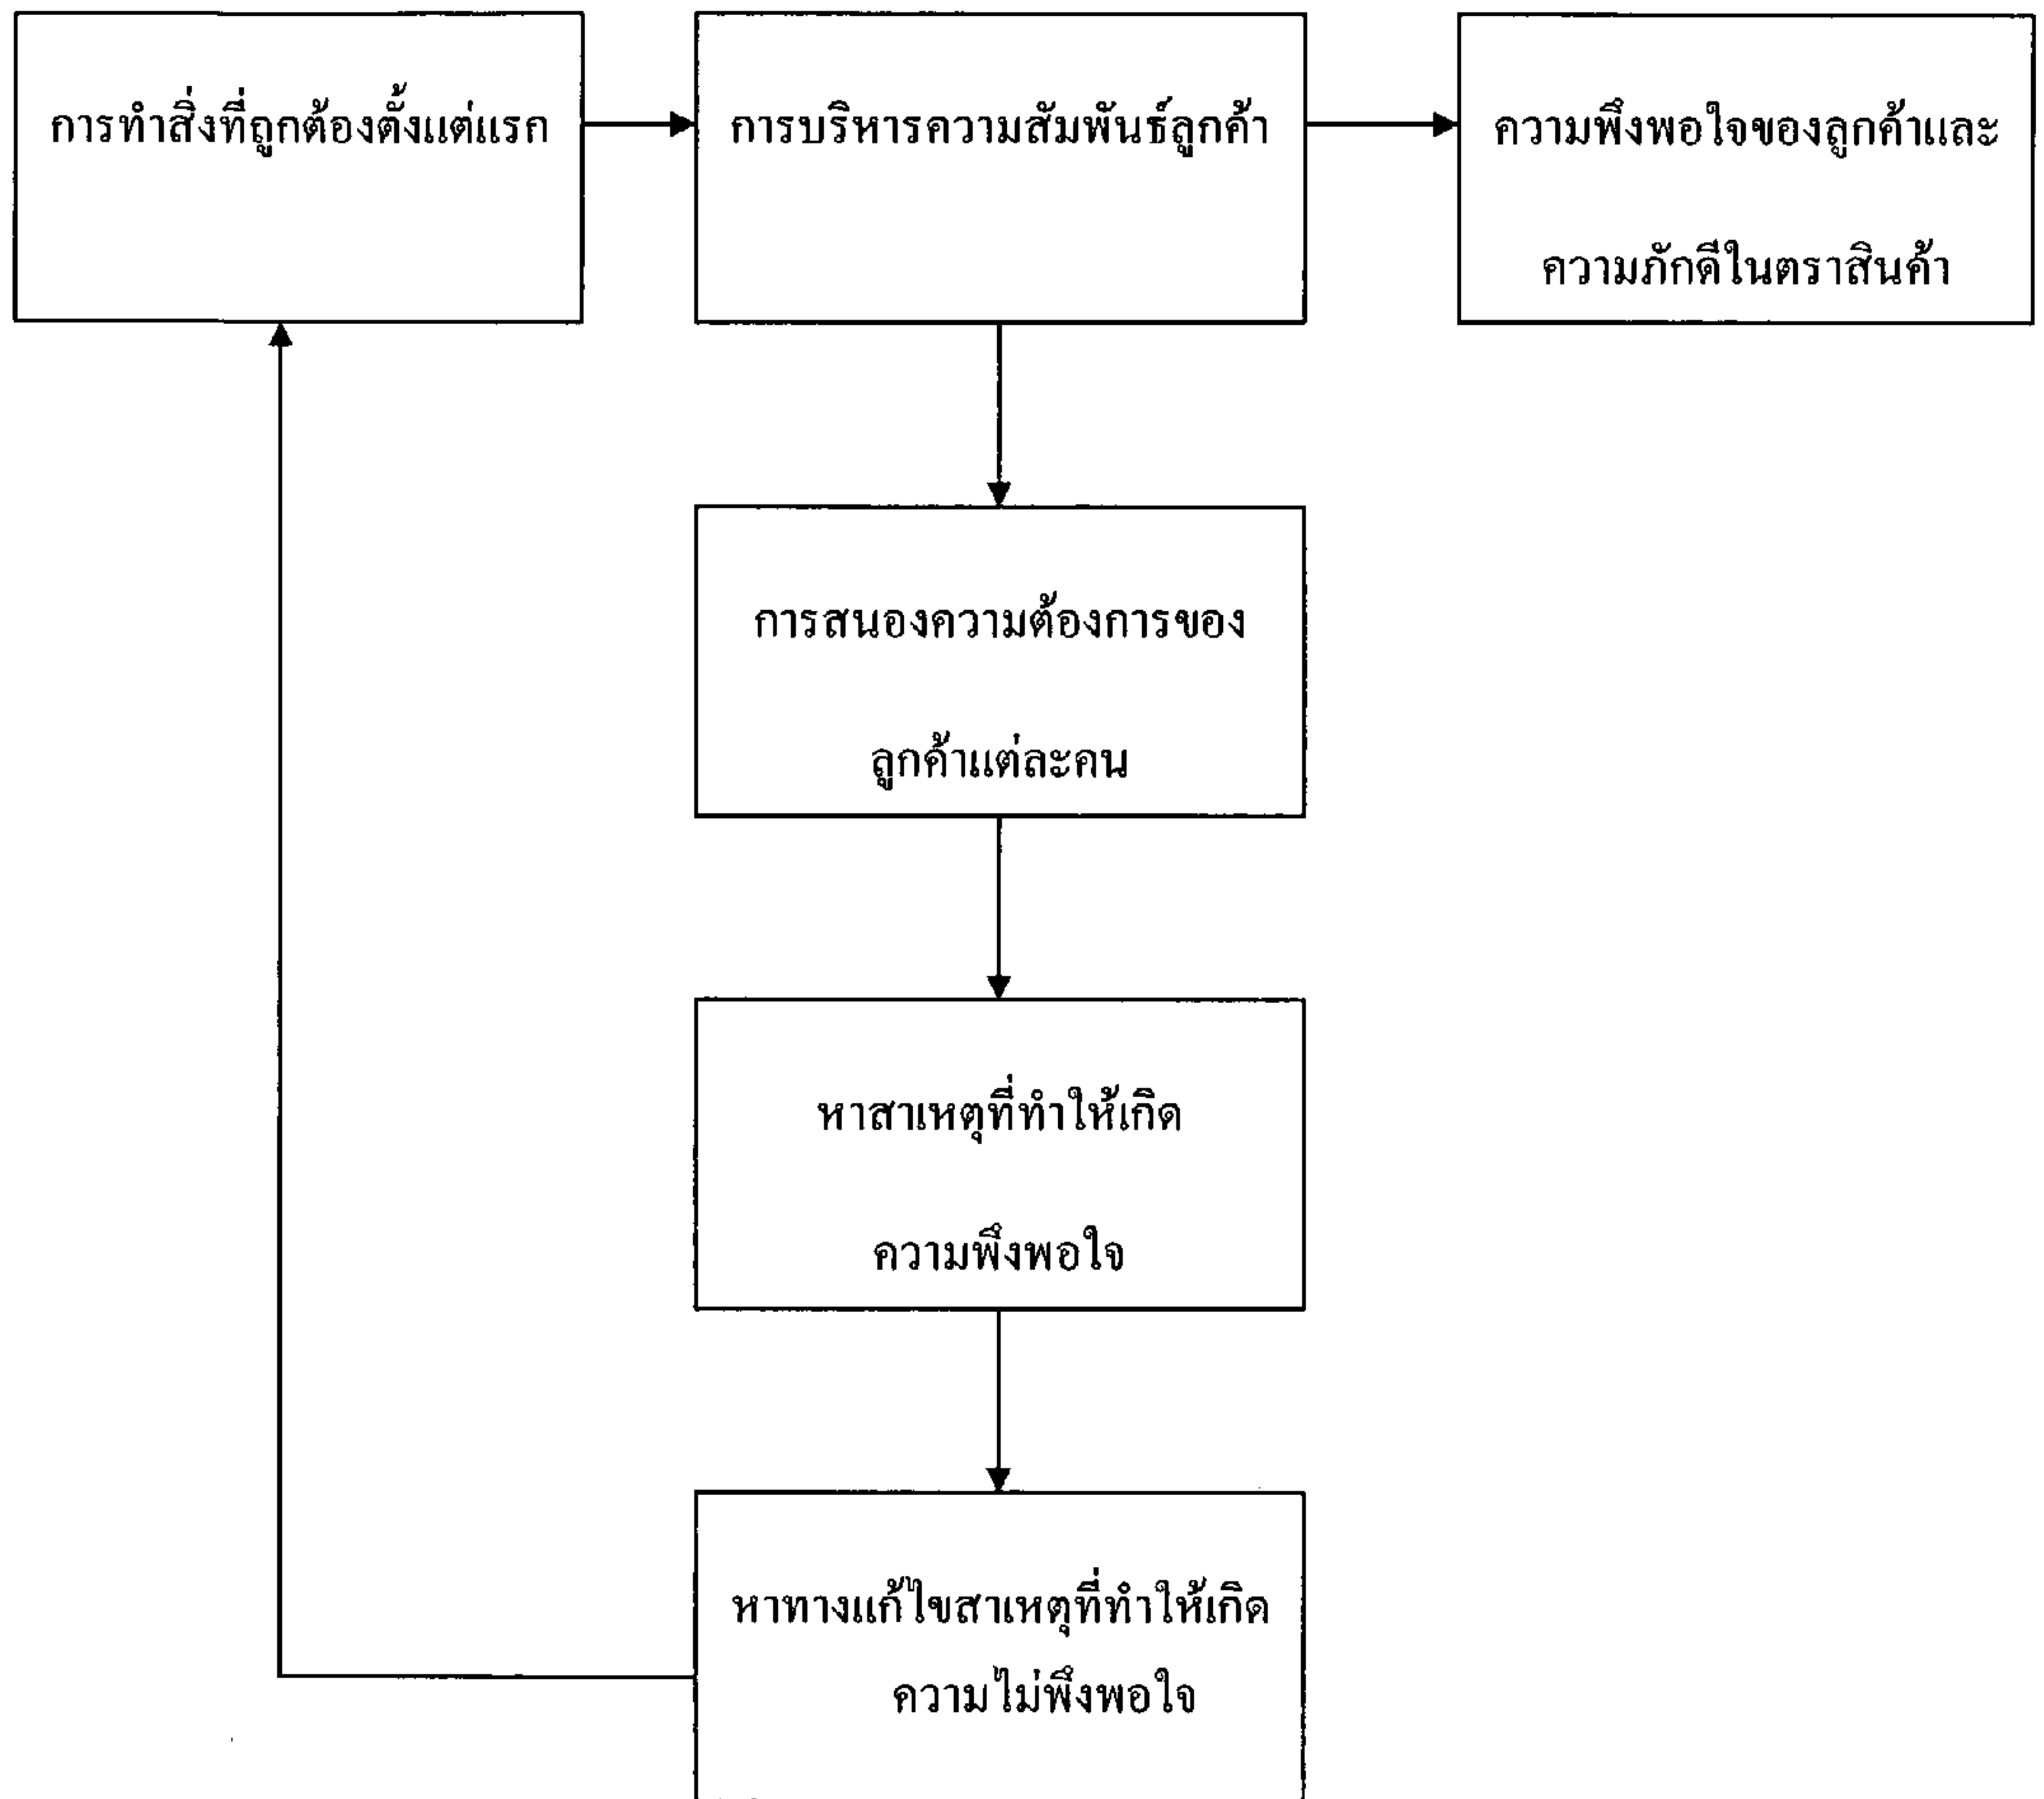 การทำสิ่งที่ถูกต้องตั้งแต่แรก
การบริหารความสัมพันธ์ลูกค้า
ความพึงพอใจของลูกค้าและ
ความภักดีในตราสินค้า
การสนองความต้องการของ
ลูกค้าแต่ละคน
หาสาเหตุที่ทำให้เกิด
ความพึงพอใจ
หาทางแก้ไขสาเหตุที่ทำให้เกิด
ความไม่พึงพอใจ